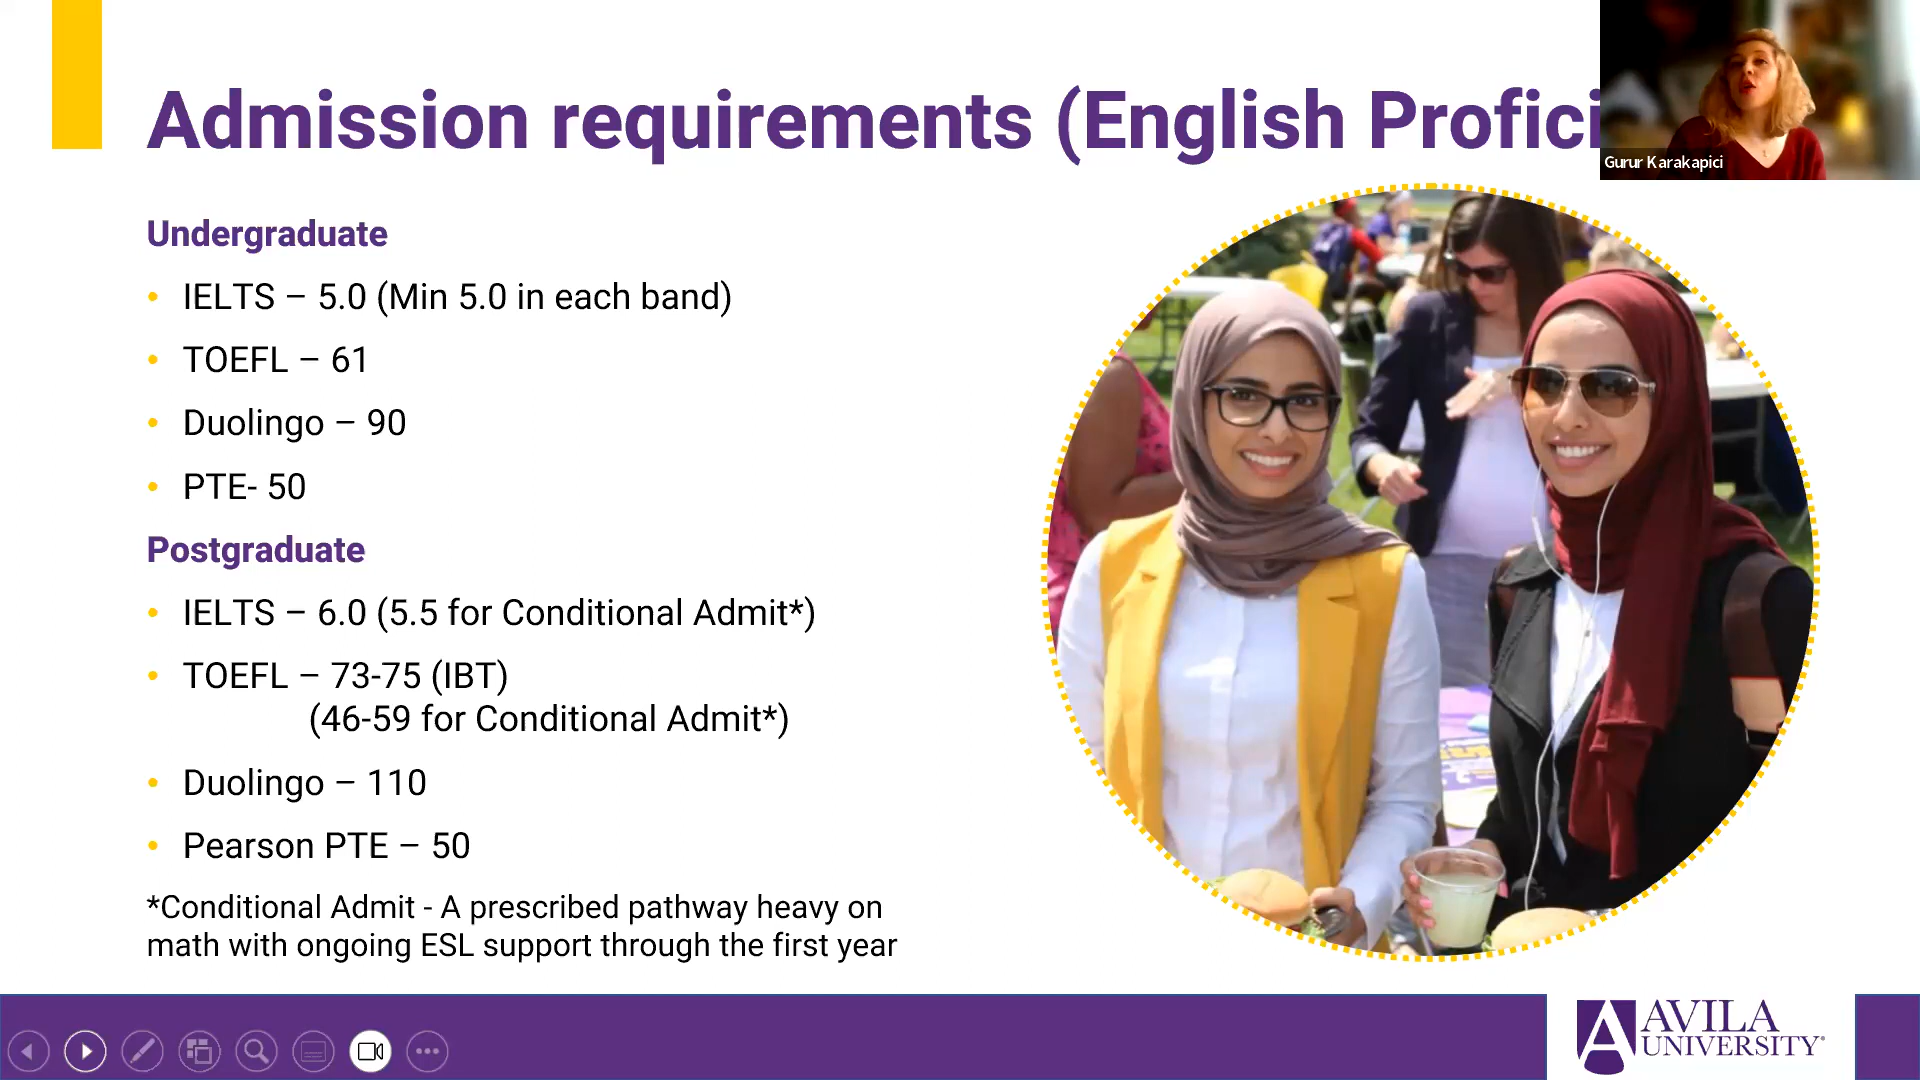 Admission requirements (English Profici
Gurur Karakapici
Undergraduate
• IELTS – 5.0 (Min 5.0 in each band)
• TOEFL – 61
• Duolingo – 90
• PTE- 50
Postgraduate
• IELTS – 6.0 (5.5 for Conditional Admit*)
• TOEFL – 73-75 (IBT)
(46-59 for Conditional Admit*)
• Duolingo – 110
• Pearson PTE – 50
*Conditional Admit - A prescribed pathway heavy on
math with ongoing ESL support through the first year
AVILA
UNIVERSITY®